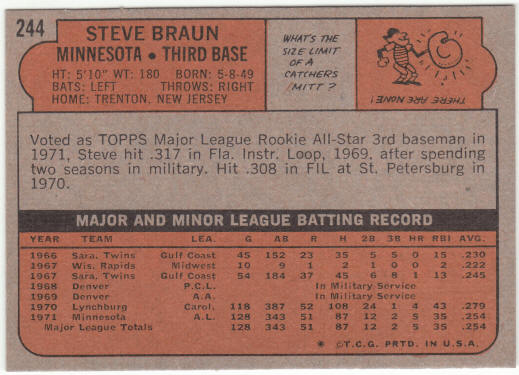 244
STEVE BRAUN
MINNESOTA • THIRD BASE
HT: 5'10" WT: 180 BORN: 5-8-49
BATS: LEFT THROWS: RIGHT
HOME: TRENTON, NEW JERSEY
WHAT'S THE
SIZE LIMIT
OF A
CATCHERS
MITT?
THERE ARE NONE!
Voted as TOPPS Major League Rookie All-Star 3rd baseman in
1971, Steve hit .317 in Fla. Instr. Loop, 1969, after spending
two seasons in military. Hit .308 in FIL at St. Petersburg in
1970.
MAJOR AND MINOR LEAGUE BATTING RECORD
YEAR TEAM LEA. G AB R H 2B 3B HR RBI AVG.
1966 Sara. Twins Gulf Coast 45 152 23 35 5 5 0 15 .230
1967 Wis. Rapids Midwest 10 9 1 2 1 0 0 2 .222
1967 Sara. Twins Gulf Coast 54 184 37 45 6 8 1 13 .245
1968 Denver P.C.L. In Military Service
1969 Denver A.A. In Military Service
1970 Lynchburg Carol. 118 387 52 108 24 1 4 43 .279
1971 Minnesota A.L. 128 343 51 87 12 2 5 35 .254
Major League Totals 128 343 51 87 12 2 5 35 .254
* © T.C.G. PRTD. IN U.S.A.